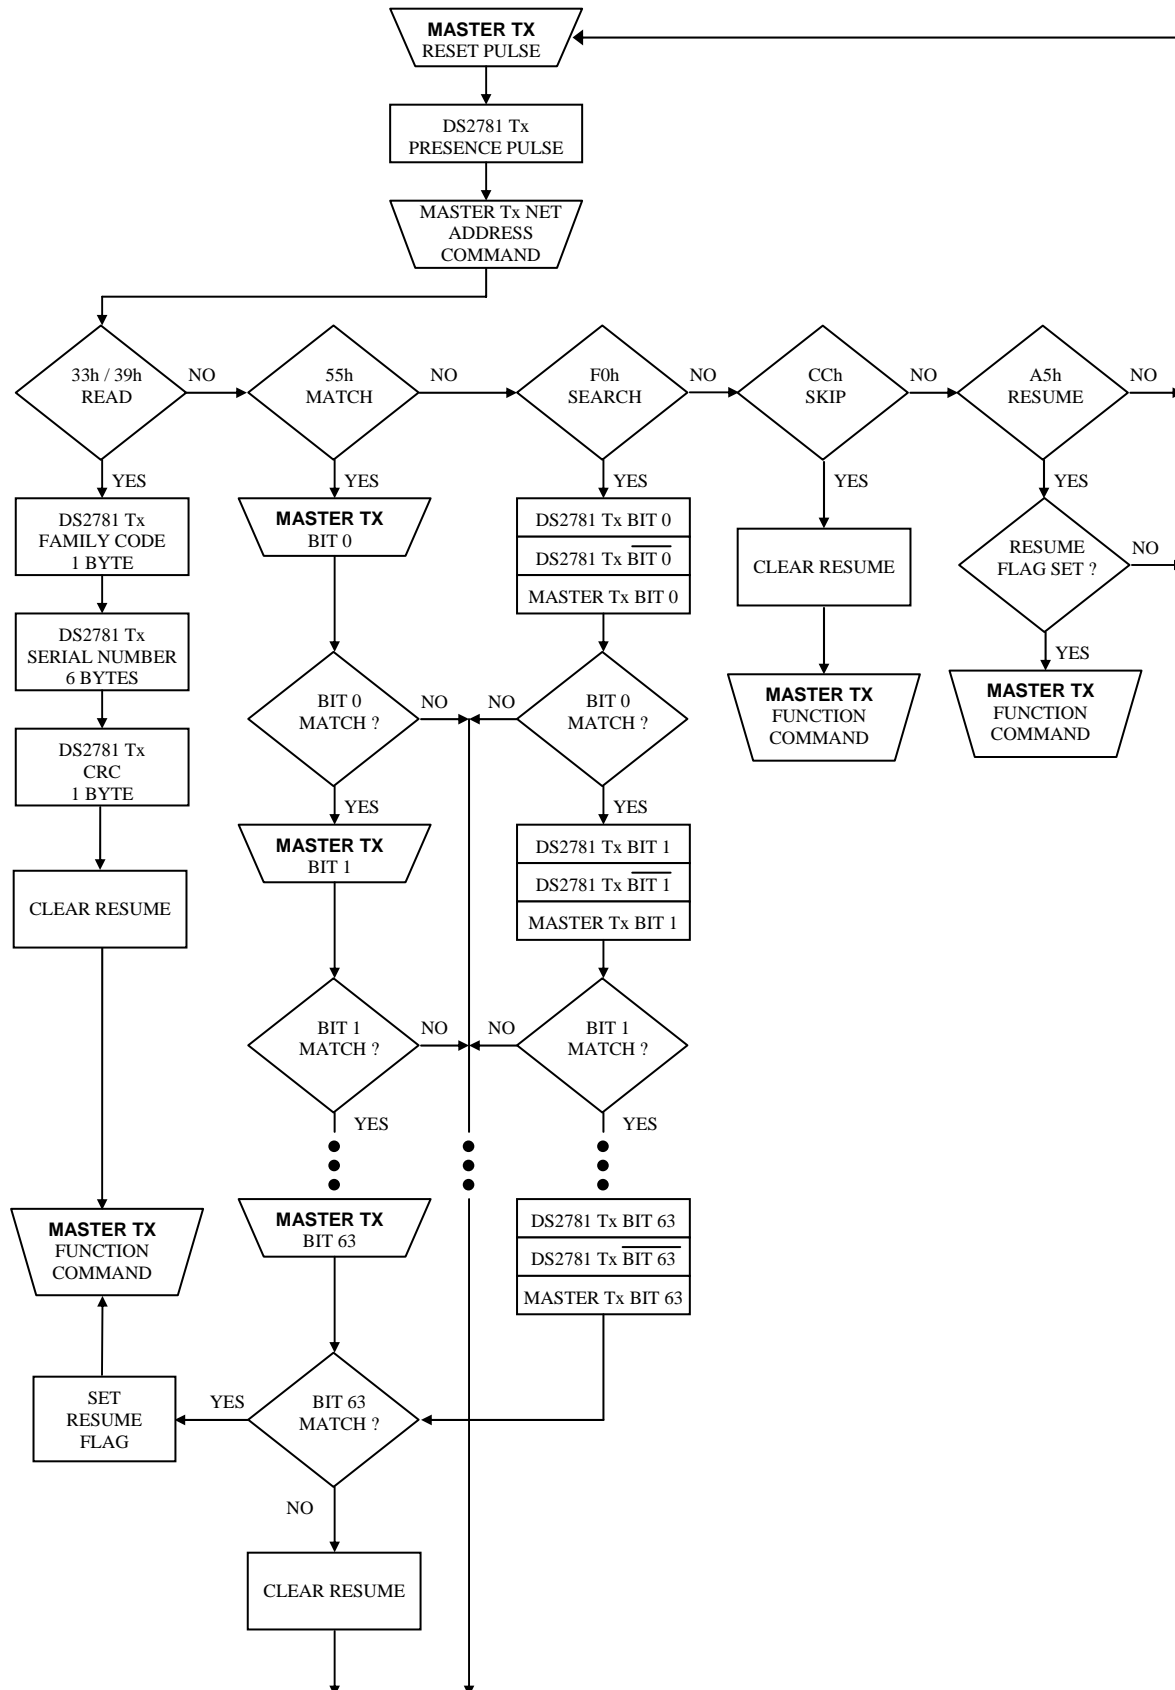 MASTER TX
RESET PULSE
DS2781 Tx
PRESENCE PULSE
MASTER Tx NET
ADDRESS
COMMAND
33h / 39h
READ
NO
55h
MATCH
NO
F0h
SEARCH
NO
CCh
SKIP
NO
A5h
RESUME
NO
YES
YES
YES
YES
YES
DS2781 Tx
FAMILY CODE
1 BYTE
DS2781 Tx
SERIAL NUMBER
6 BYTES
DS2781 Tx
CRC
1 BYTE
CLEAR RESUME
MASTER TX
FUNCTION
COMMAND
SET
RESUME
FLAG
MASTER TX
BIT 0
BIT 0
MATCH ?
NO
YES
MASTER TX
BIT 1
BIT 1
MATCH ?
NO
YES
MASTER TX
BIT 63
BIT 63
MATCH ?
YES
NO
CLEAR RESUME
DS2781 Tx BIT 0
DS2781 Tx BIT 0
MASTER Tx BIT 0
NO
BIT 0
MATCH ?
YES
DS2781 Tx BIT 1
DS2781 Tx BIT 1
MASTER Tx BIT 1
NO
BIT 1
MATCH ?
YES
DS2781 Tx BIT 63
DS2781 Tx BIT 63
MASTER Tx BIT 63
CLEAR RESUME
MASTER TX
FUNCTION
COMMAND
RESUME
FLAG SET ?
NO
YES
MASTER TX
FUNCTION
COMMAND